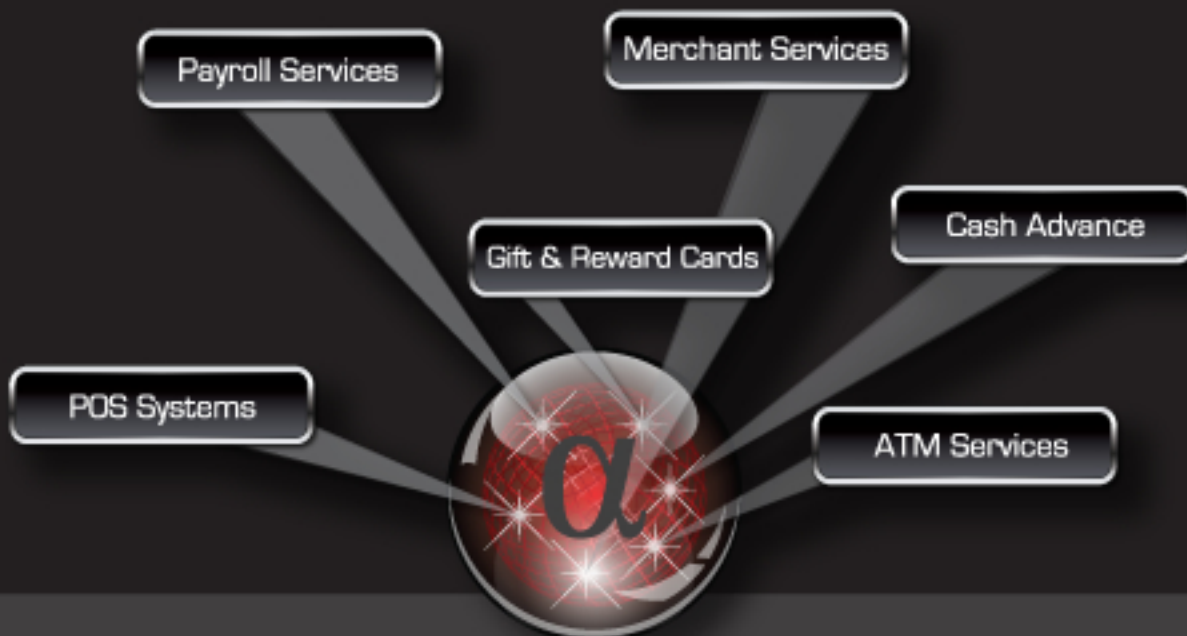 Payroll Services
Merchant Services
Cash Advance
Gift & Reward Cards
POS Systems
ATM Services
α